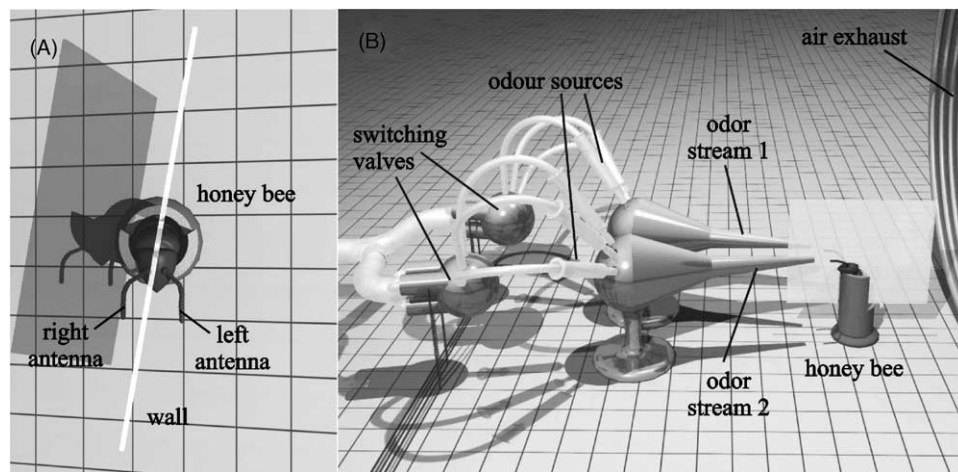 (A)
honey bee
right
antenna
left
antenna
wall
(B)
air exhaust
odour sources
switching
valves
odor
stream 1
honey bee
odor
stream 2